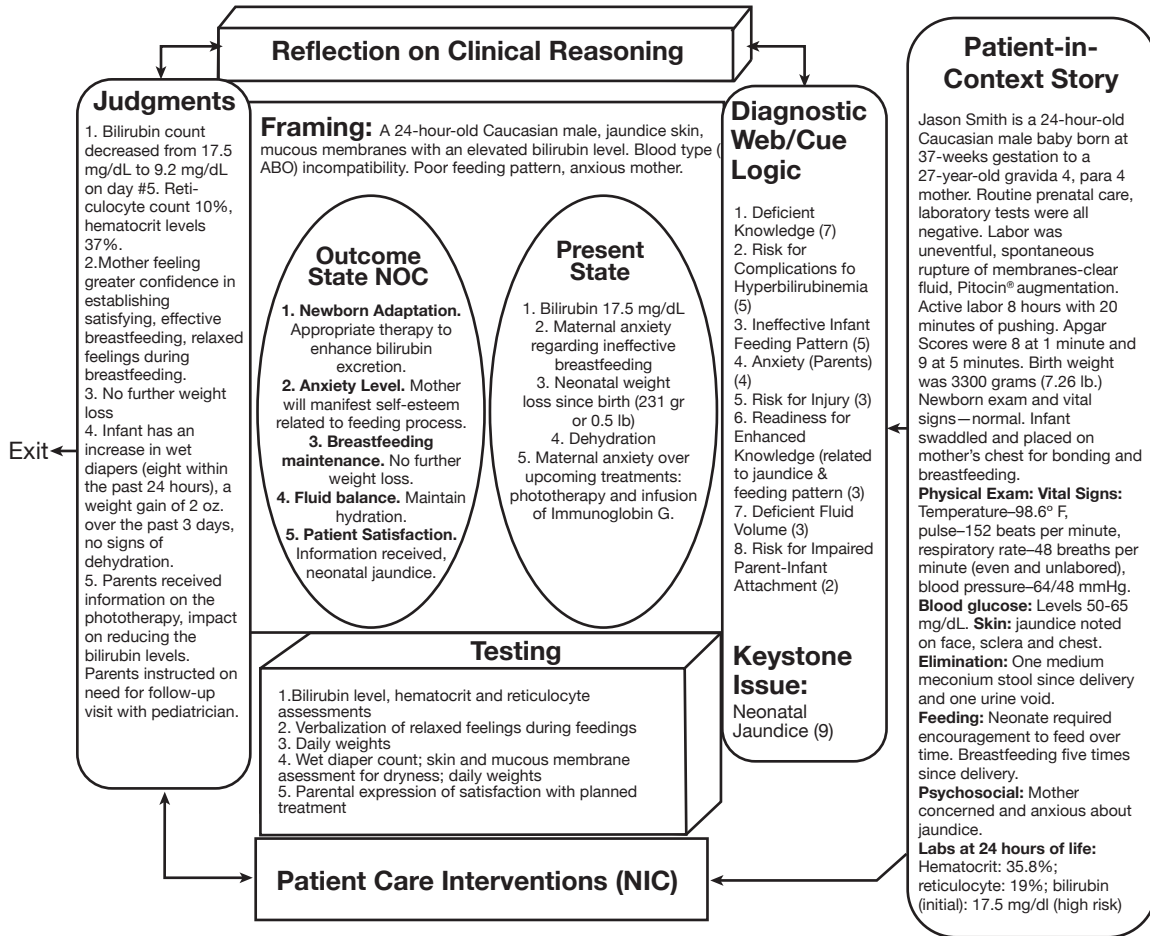 Reflection on Clinical Reasoning
Judgments
1. Bilirubin count
decreased from 17.5
mg/dL to 9.2 mg/dL
on day #5. Reti-
culocyte count 10%,
hematocrit levels
37%.
2.Mother feeling
greater confidence in
establishing
satisfying, effective
breastfeeding, relaxed
feelings during
breastfeeding.
3. No further weight
loss
4. Infant has an
increase in wet
diapers (eight within
the past 24 hours), a
weight gain of 2 oz.
over the past 3 days,
no signs of
dehydration.
5. Parents received
information on the
phototherapy, impact
on reducing the
bilirubin levels.
Parents instructed on
need for follow-up
visit with pediatrician.
Exit
Framing: A 24-hour-old Caucasian male, jaundice skin,
mucous membranes with an elevated bilirubin level. Blood type (
ABO) incompatibility. Poor feeding pattern, anxious mother.
Outcome
State NOC
1. Newborn Adaptation.
Appropriate therapy to
enhance bilirubin
excretion.
2. Anxiety Level. Mother
will manifest self-esteem
related to feeding process.
3. Breastfeeding
maintenance. No further
weight loss.
4. Fluid balance. Maintain
hydration.
5. Patient Satisfaction.
Information received,
neonatal jaundice.
Present
State
1. Bilirubin 17.5 mg/dL
2. Maternal anxiety
regarding ineffective
breastfeeding
3. Neonatal weight
loss since birth (231 gr
or 0.5 lb)
4. Dehydration
5. Maternal anxiety over
upcoming treatments:
phototherapy and infusion
of Immunoglobin G.
Testing
1.Bilirubin level, hematocrit and reticulocyte
assessments
2. Verbalization of relaxed feelings during feedings
3. Daily weights
4. Wet diaper count; skin and mucous membrane
asessment for dryness; daily weights
5. Parental expression of satisfaction with planned
treatment
Patient Care Interventions (NIC)
Diagnostic
Web/Cue
Logic
1. Deficient
Knowledge (7)
2. Risk for
Complications fo
Hyperbilirubinemia
(5)
3. Ineffective Infant
Feeding Pattern (5)
4. Anxiety (Parents)
(4)
5. Risk for Injury (3)
6. Readiness for
Enhanced
Knowledge (related
to jaundice &
feeding pattern (3)
7. Deficient Fluid
Volume (3)
8. Risk for Impaired
Parent-Infant
Attachment (2)
Keystone
Issue:
Neonatal
Jaundice (9)
Patient-in-
Context Story
Jason Smith is a 24-hour-old
Caucasian male baby born at
37-weeks gestation to a
27-year-old gravida 4, para 4
mother. Routine prenatal care,
laboratory tests were all
negative. Labor was
uneventful, spontaneous
rupture of membranes-clear
fluid, Pitocin® augmentation.
Active labor 8 hours with 20
minutes of pushing. Apgar
Scores were 8 at 1 minute and
9 at 5 minutes. Birth weight
was 3300 grams (7.26 lb.)
Newborn exam and vital
signs—normal. Infant
swaddled and placed on
mother's chest for bonding and
breastfeeding.
Physical Exam: Vital Signs:
Temperature–98.6º F,
pulse–152 beats per minute,
respiratory rate–48 breaths per
minute (even and unlabored),
blood pressure–64/48 mmHg.
Blood glucose: Levels 50-65
mg/dL. Skin: jaundice noted
on face, sclera and chest.
Elimination: One medium
meconium stool since delivery
and one urine void.
Feeding: Neonate required
encouragement to feed over
time. Breastfeeding five times
since delivery.
Psychosocial: Mother
concerned and anxious about
jaundice.
Labs at 24 hours of life:
Hematocrit: 35.8%;
reticulocyte: 19%; bilirubin
(initial): 17.5 mg/dl (high risk)